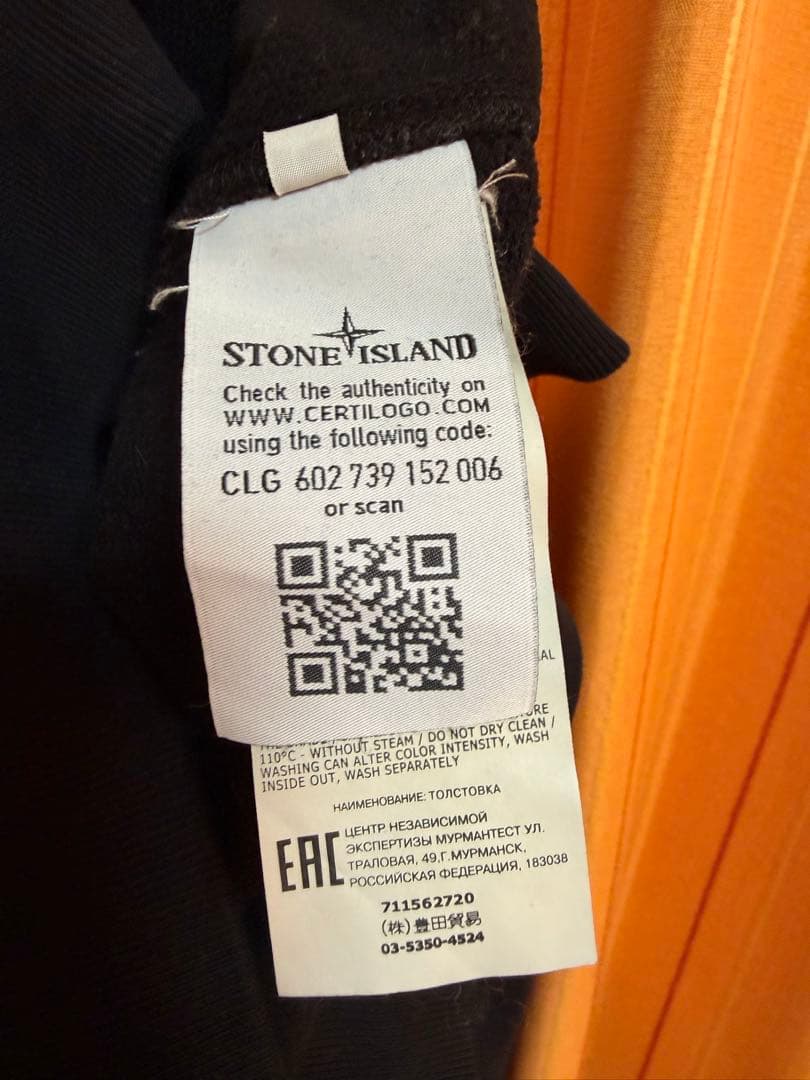 STONE ISLAND
Check the authenticity on
WWW.CERTILOGO.COM
using the following code:
CLG 602 739 152 006
or scan
110°C - WITHOUT STEAM / DO NOT DRY CLEAN /
WASHING CAN ALTER COLOR INTENSITY, WASH
INSIDE OUT, WASH SEPARATELY
НАИМЕНОВАНИЕ: ТОЛСТОВКА
EAC
ЦЕНТР НЕЗАВИСИМОЙ
ЭКСПЕРТИЗЫ МУРМАНТЕСТ УЛ.
ТРАЛОВАЯ, 49,Г.МУРМАНСК,
РОССИЙСКАЯ ФЕДЕРАЦИЯ, 183038
711562720
(株)豊田貿易
03-5350-4524